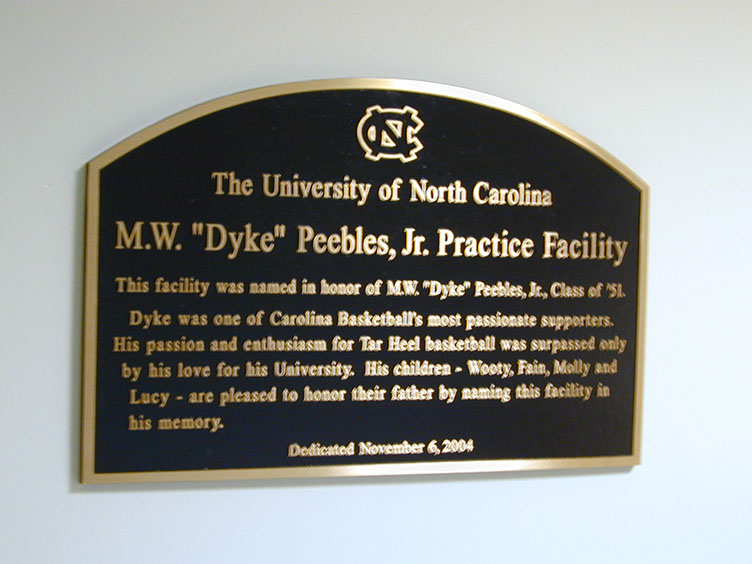 NC
The University of North Carolina
M.W. "Dyke" Peebles, Jr. Practice Facility
This facility was named in honor of M.W. "Dyke" Peebles, Jr., Class of '51.
Dyke was one of Carolina Basketball's most passionate supporters.
His passion and enthusiasm for Tar Heel basketball was surpassed only
by his love for his University. His children - Wooty, Fain, Molly and
Lucy - are pleased to honor their father by naming this facility in
his memory.
Dedicated November 6, 2004